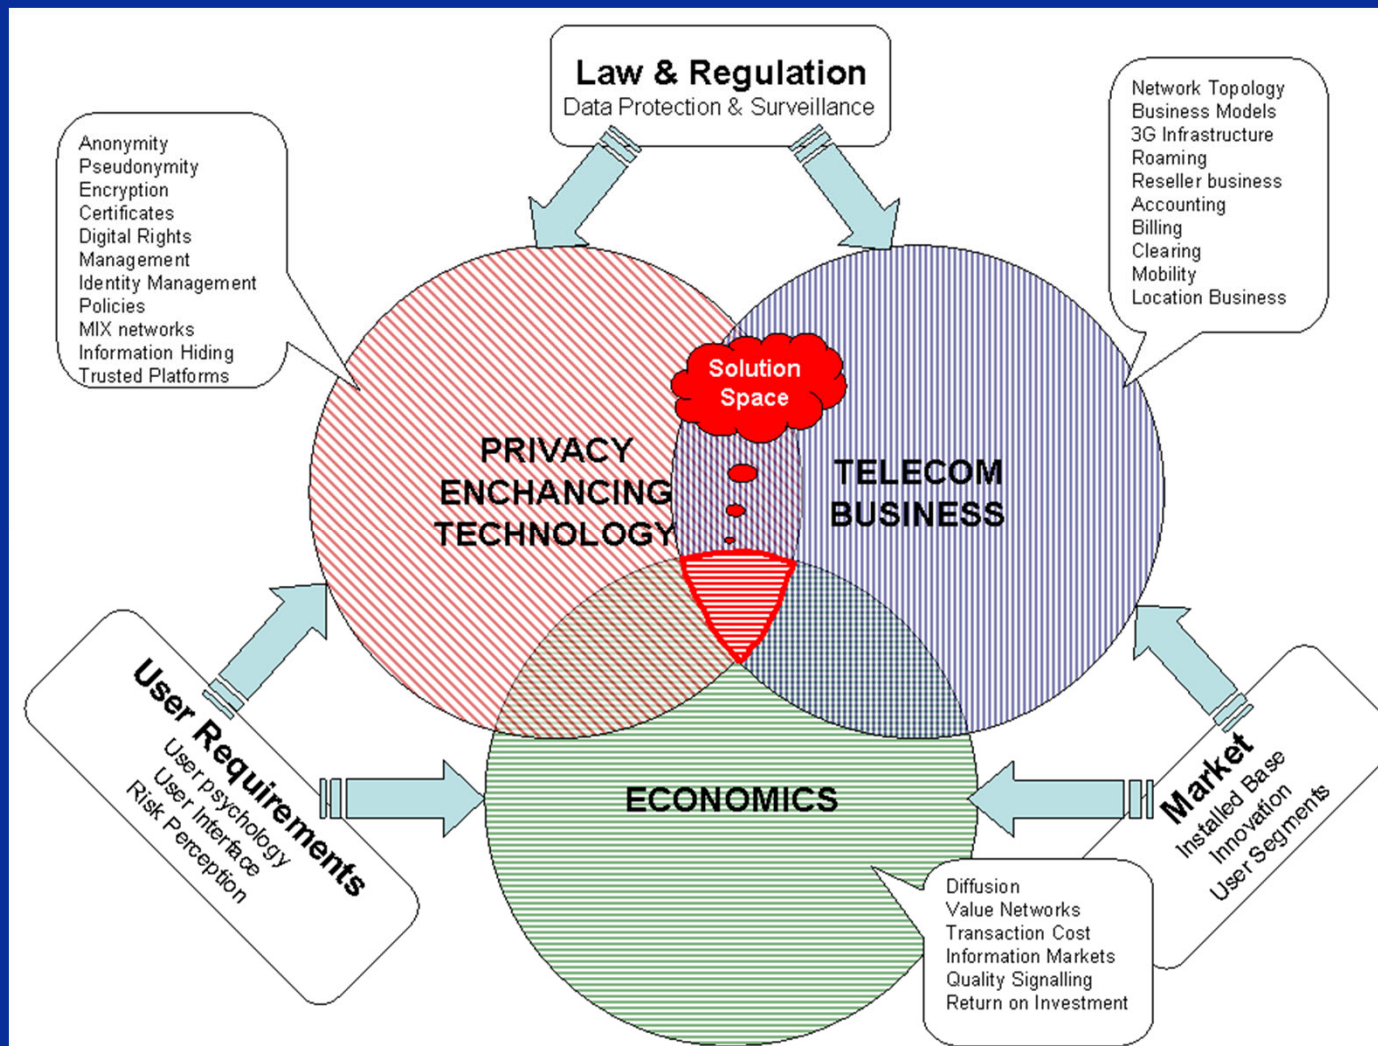 Law & Regulation
Data Protection & Surveillance
Anonymity
Pseudonymity
Encryption
Certificates
Digital Rights
Management
Identity Management
Policies
MIX networks
Information Hiding
Trusted Platforms
Network Topology
Business Models
3G Infrastructure
Roaming
Reseller business
Accounting
Billing
Clearing
Mobility
Location Business
Solution
Space
PRIVACY
ENCHANCING
TECHNOLOGY
TELECOM
BUSINESS
ECONOMICS
User Requirements
User psychology
User Interface
Risk Perception
Market
Installed Base
Innovation
User Segments
Diffusion
Value Networks
Transaction Cost
Information Markets
Quality Signalling
Return on Investment